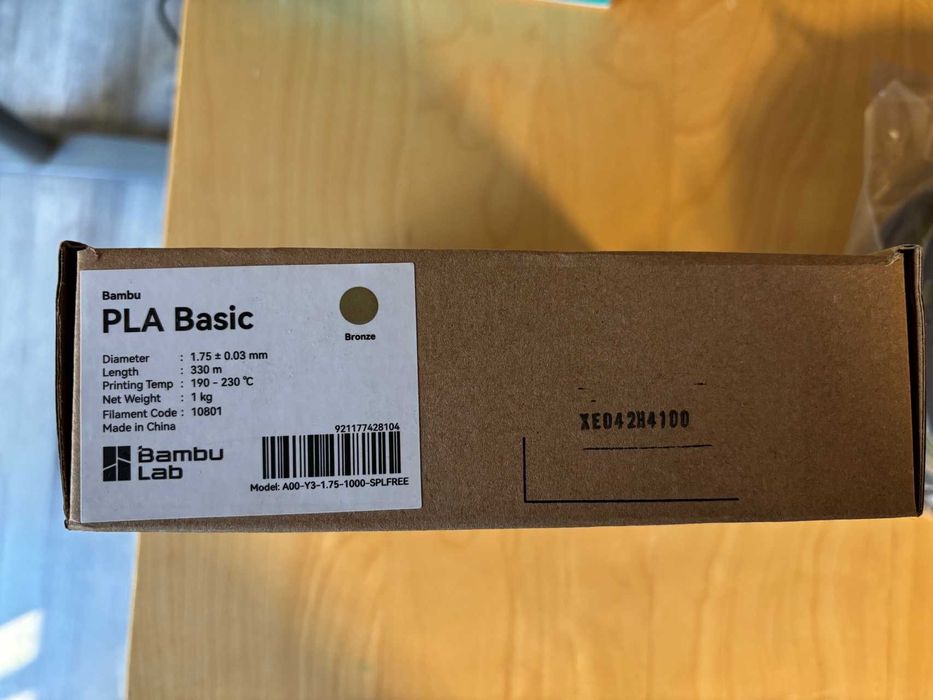 Bambu
PLA Basic
Bronze
Diameter : 1.75 ± 0.03 mm
Length : 330 m
Printing Temp : 190 - 230 °C
Net Weight : 1 kg
Filament Code : 10801
Made in China
921177428104
Bambu
Lab
Model: A00-Y3-1.75-1000-SPLFREE
XE042H4100